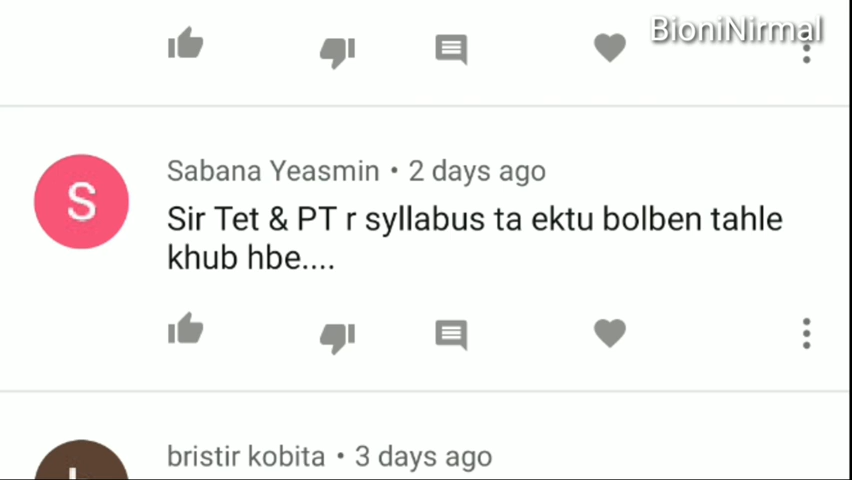 BioniNirmal
Sabana Yeasmin • 2 days ago
S
Sir Tet & PT r syllabus ta ektu bolben tahle
khub hbe....
bristir kobita • 3 days ago